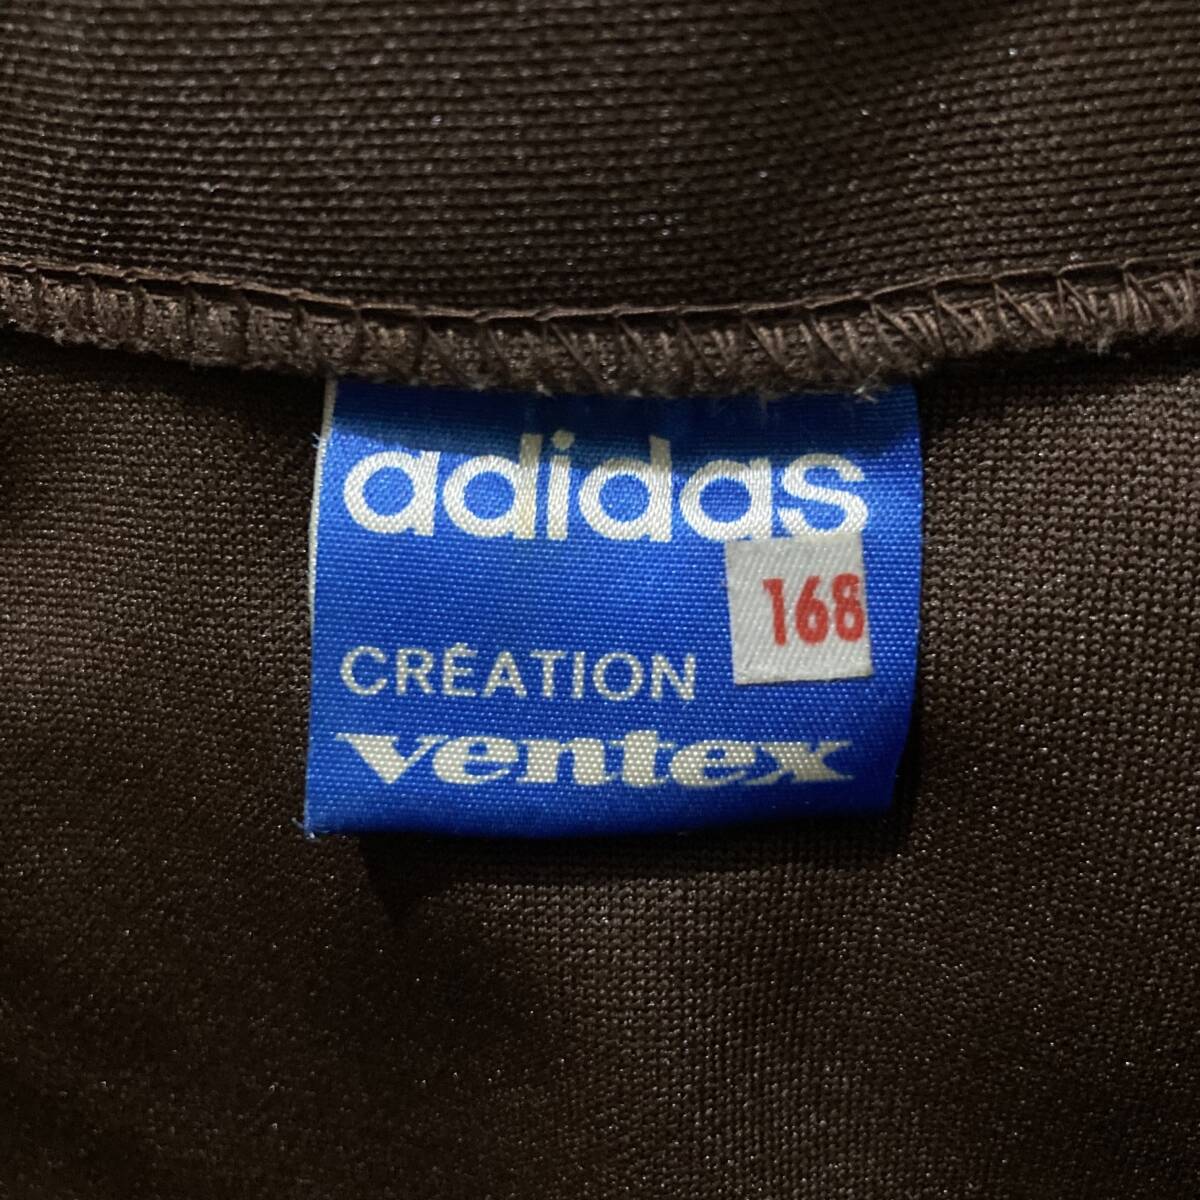 adidas
168
CRÉATION
ventex